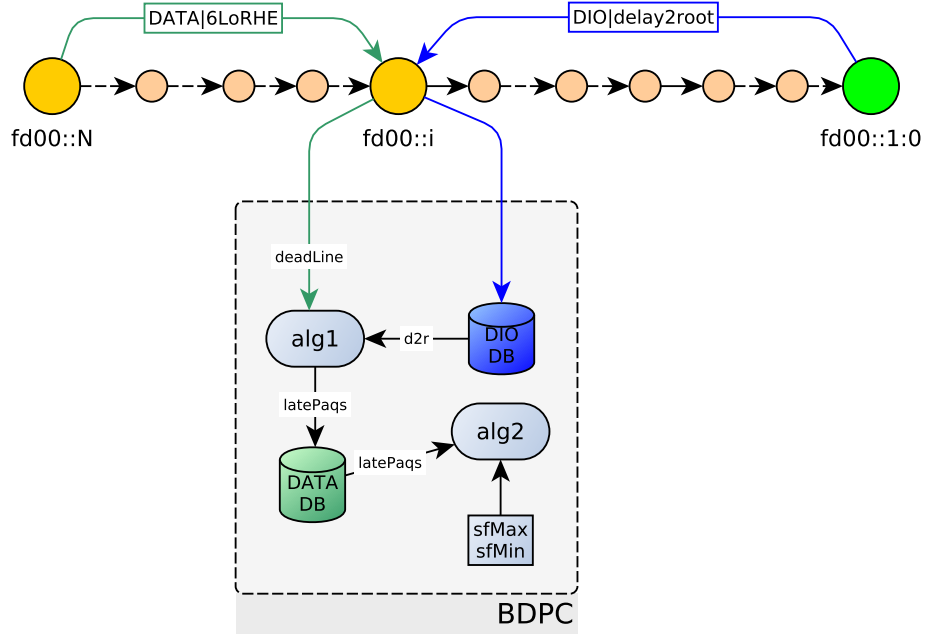 DATA|6LoRHE
DIO|delay2root
fd00::N
fd00::i
fd00::1:0
deadLine
alg1
d2r
DIO
DB
latePaqs
alg2
latePaqs
DATA
DB
sfMax
sfMin
BDPC